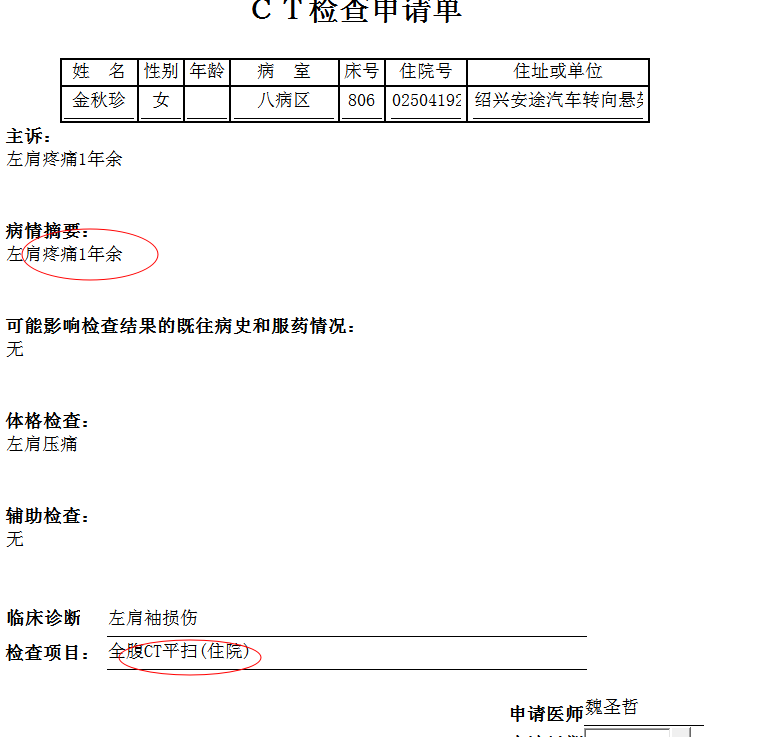 CT检查申请单
姓 名 性别 年龄 病 室 床号 住院号 住址或单位
金秋珍 女 八病区 806 02504192 绍兴安途汽车转向悬
主诉：
左肩疼痛1年余
病情摘要：
左肩疼痛1年余
可能影响检查结果的既往病史和服药情况：
无
体格检查：
左肩压痛
辅助检查：
无
临床诊断 左肩袖损伤
检查项目： 全腹CT平扫(住院)
申请医师 魏圣哲